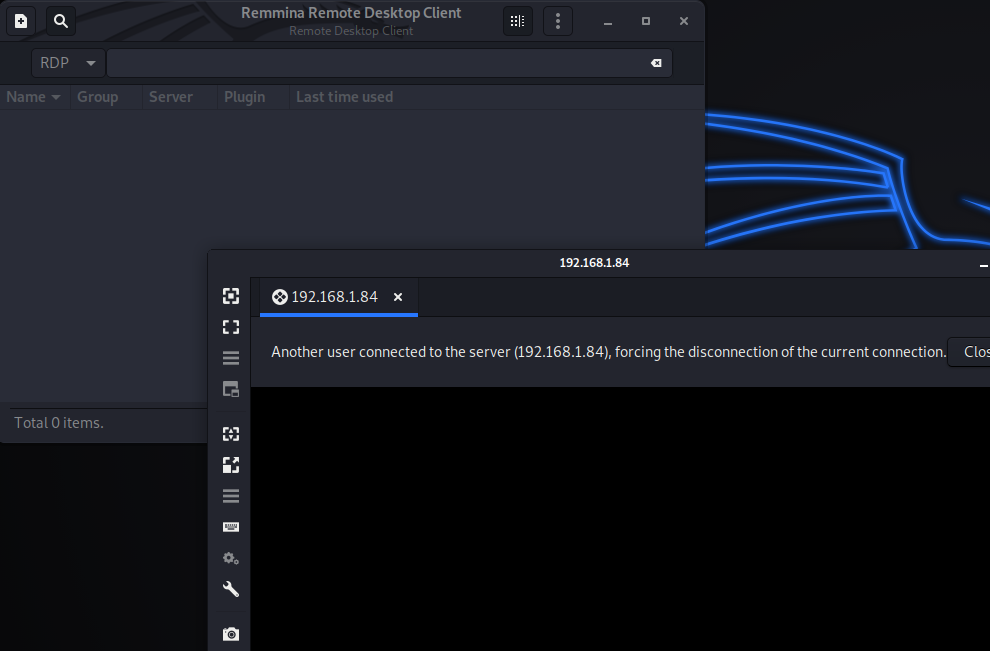 Remmina Remote Desktop Client
Remote Desktop Client
RDP
Name Group Server Plugin Last time used
192.168.1.84
192.168.1.84
Another user connected to the server (192.168.1.84), forcing the disconnection of the current connection. Clos
Total 0 items.